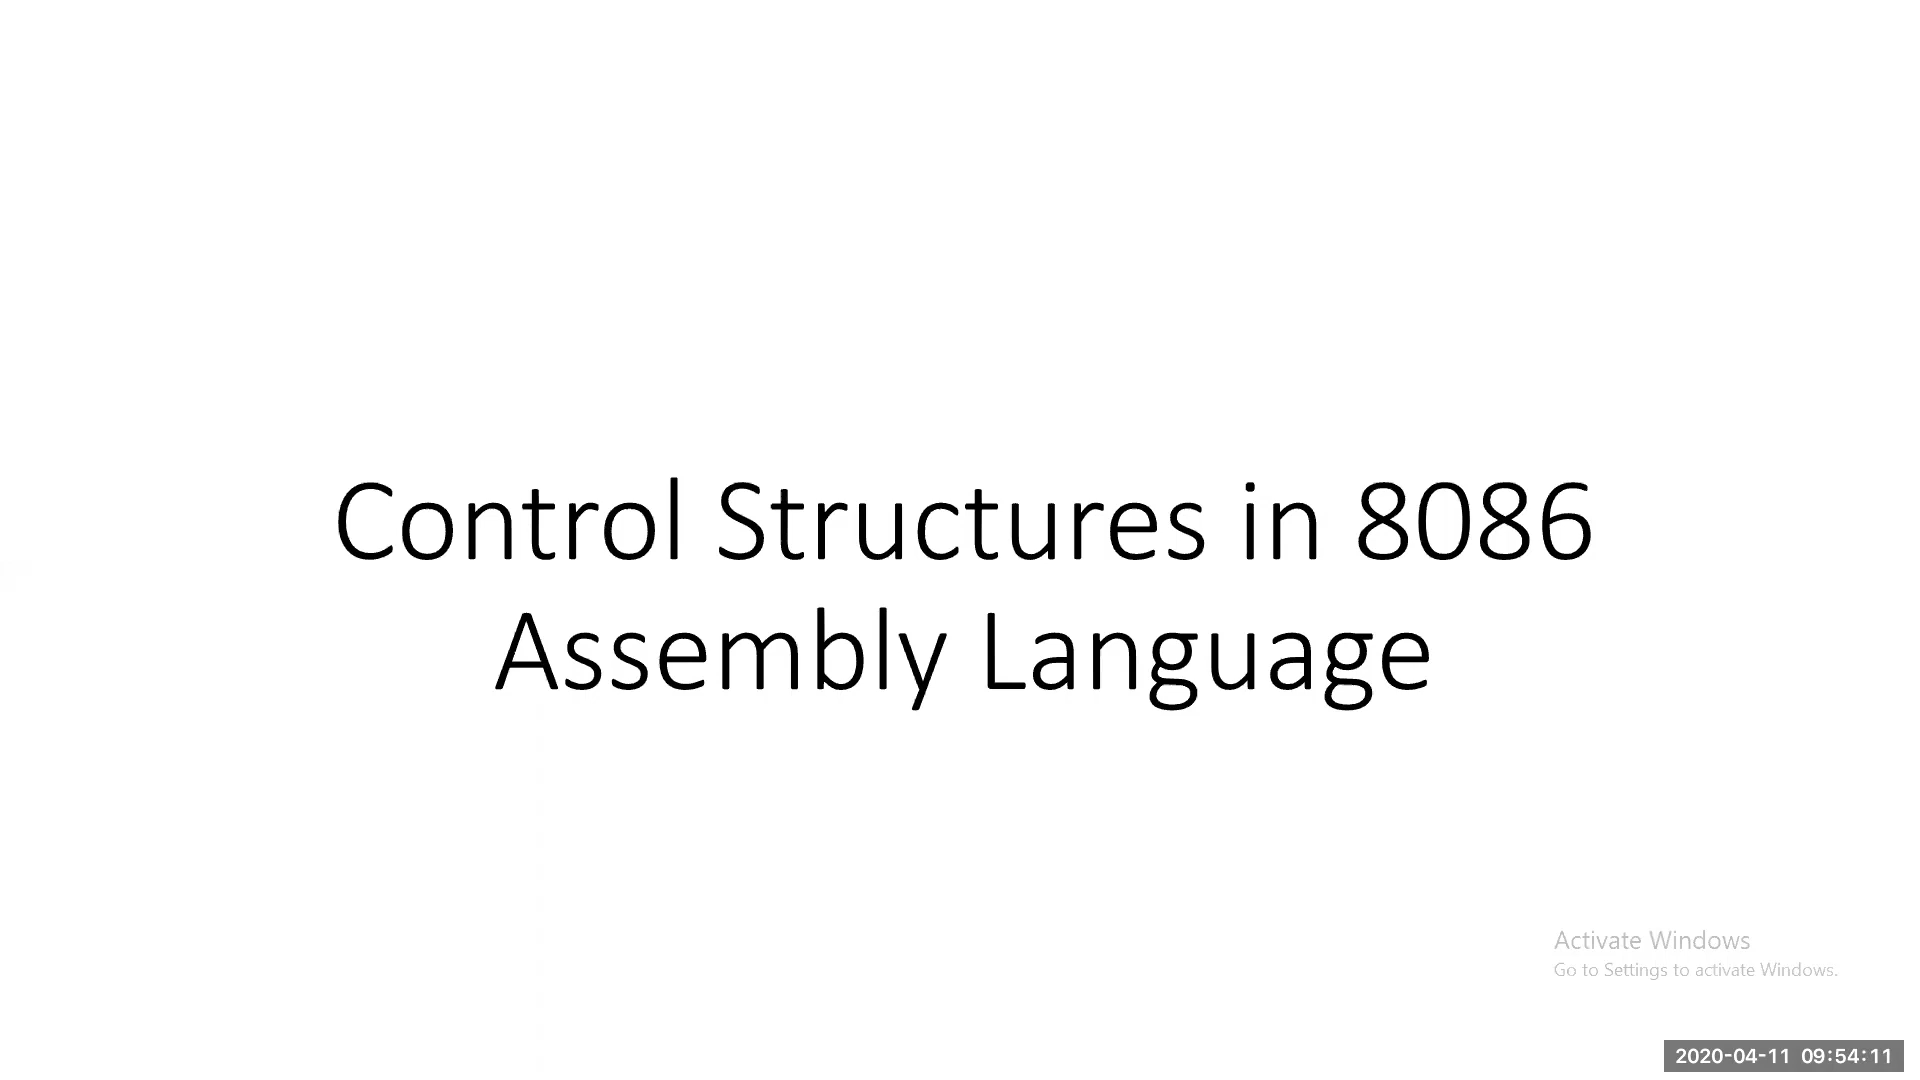 Control Structures in 8086
Assembly Language
Activate Windows
Go to Settings to activate Windows.
2020-04-11 09:54:11